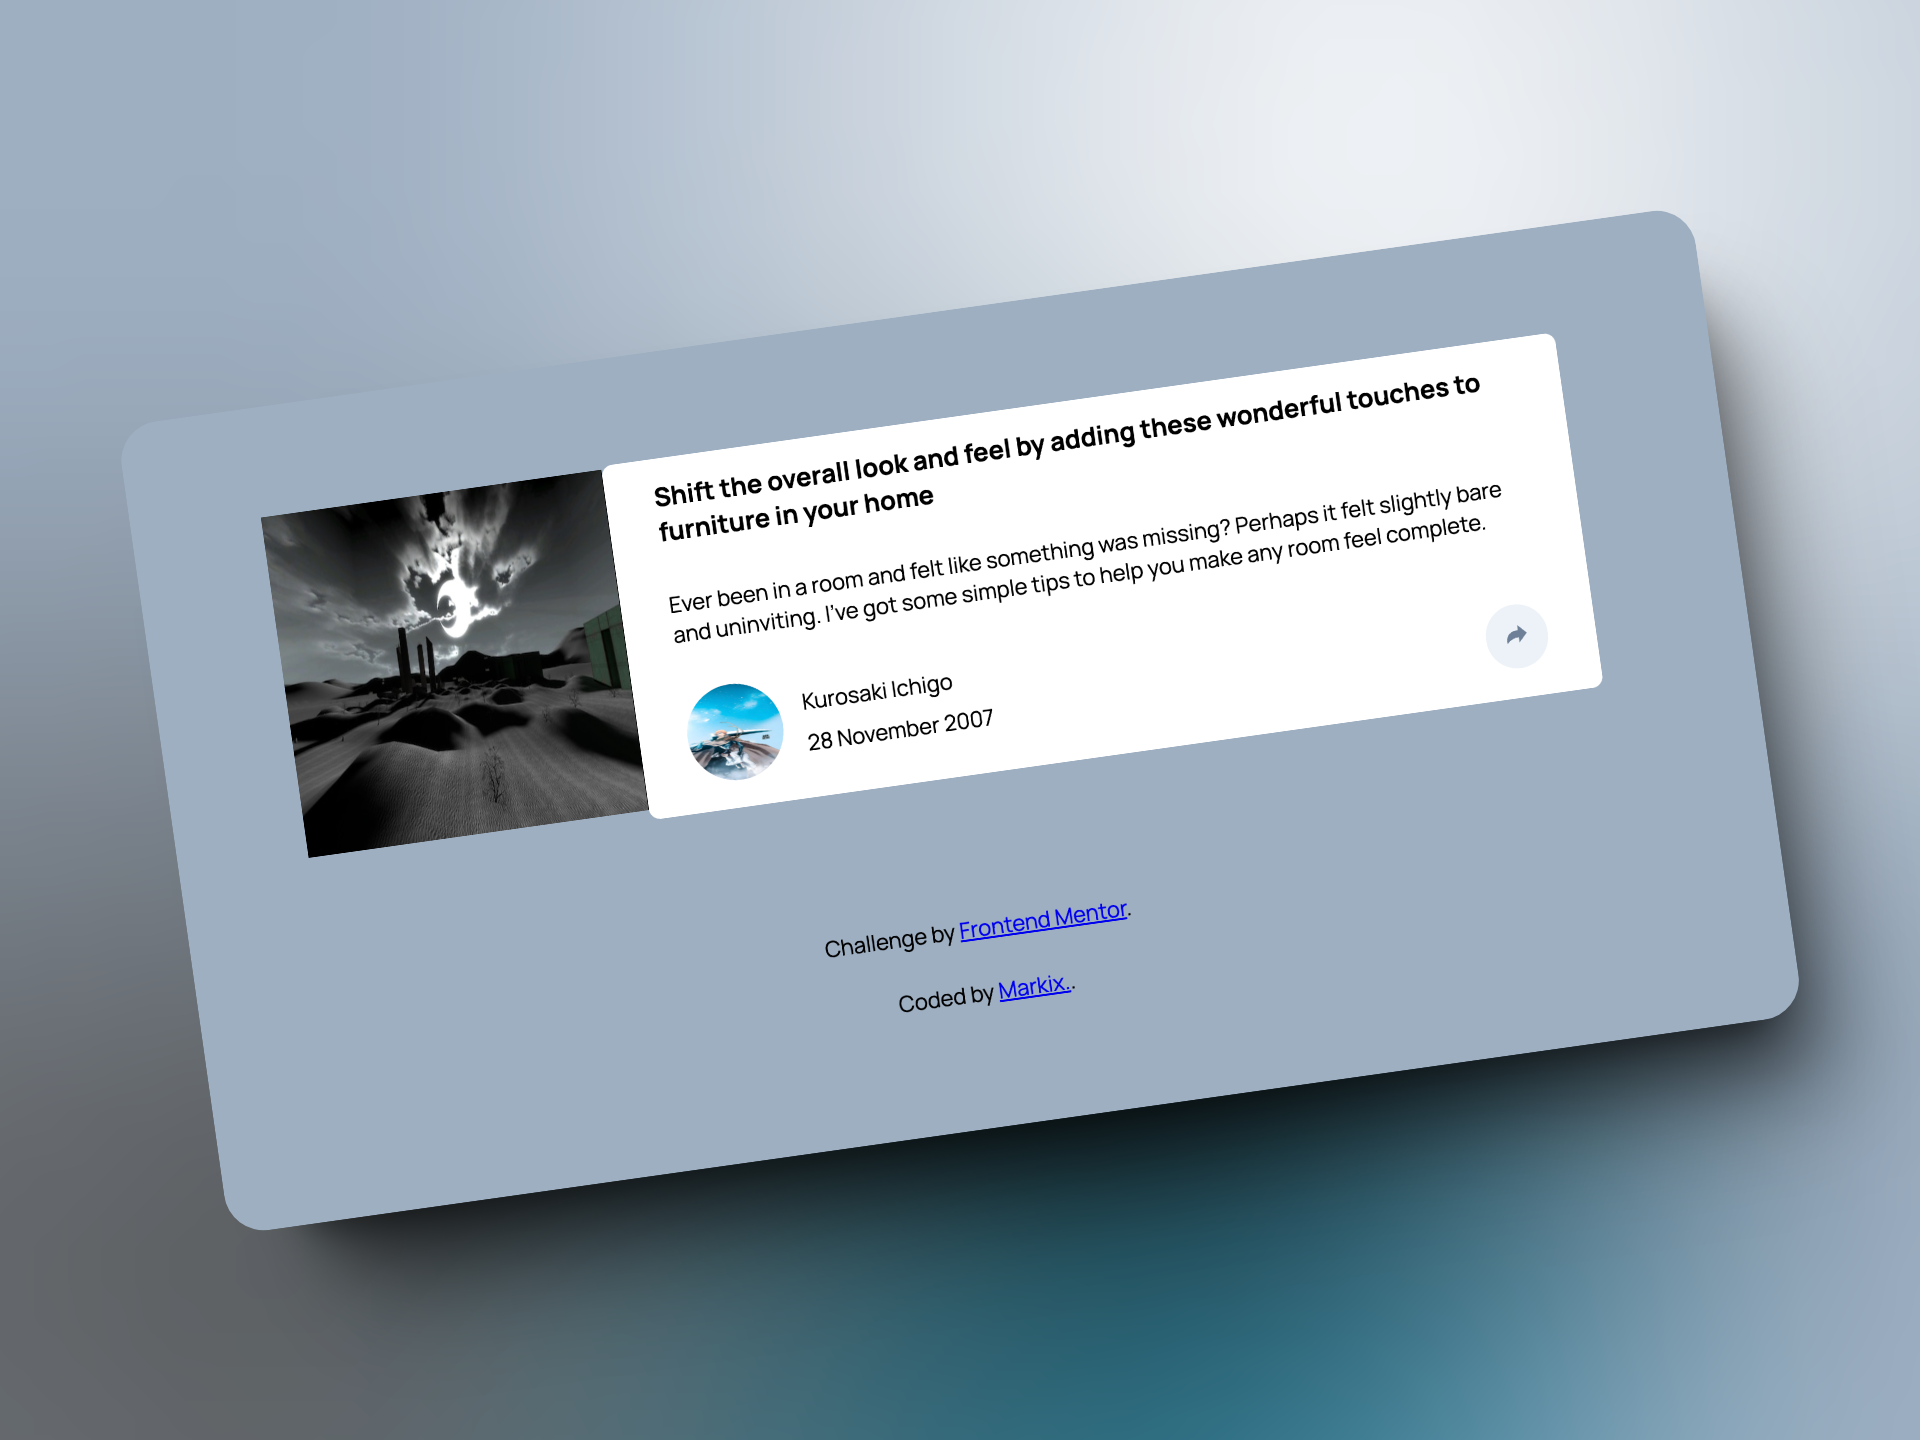 Shift the overall look and feel by adding these wonderful touches to
furniture in your home
Ever been in a room and felt like something was missing? Perhaps it felt slightly bare
and uninviting. I've got some simple tips to help you make any room feel complete.
Kurosaki Ichigo
28 November 2007
Challenge by Frontend Mentor.
Coded by Markix..